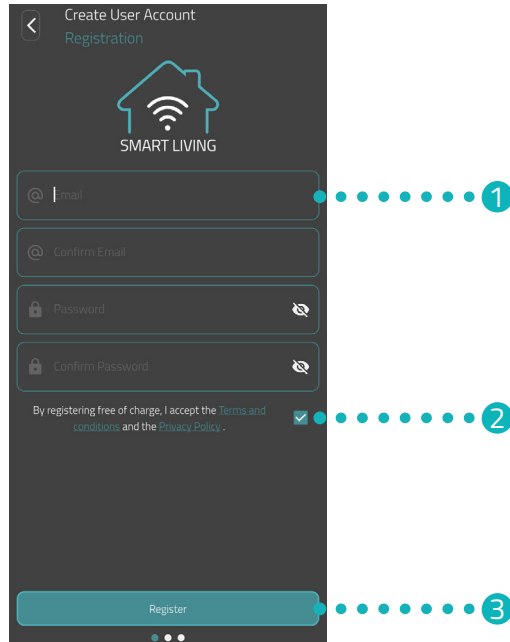 Create User Account
Registration
SMART LIVING
@ Email
1
@ Confirm Email
Password
Confirm Password
By registering free of charge, I accept the Terms and
conditions and the Privacy Policy .
2
Register
3